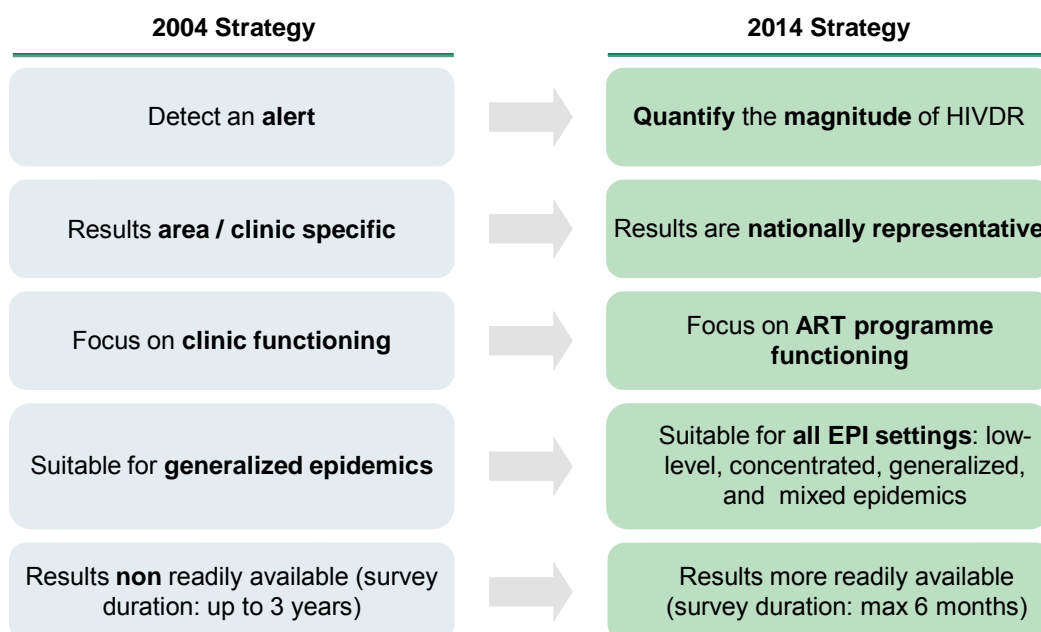 2004 Strategy
2014 Strategy
Detect an alert
Quantify the magnitude of HIVDR
Results area / clinic specific
Results are nationally representative
Focus on clinic functioning
Focus on ART programme
functioning
Suitable for generalized epidemics
Suitable for all EPI settings: low-
level, concentrated, generalized,
and mixed epidemics
Results non readily available (survey
duration: up to 3 years)
Results more readily available
(survey duration: max 6 months)